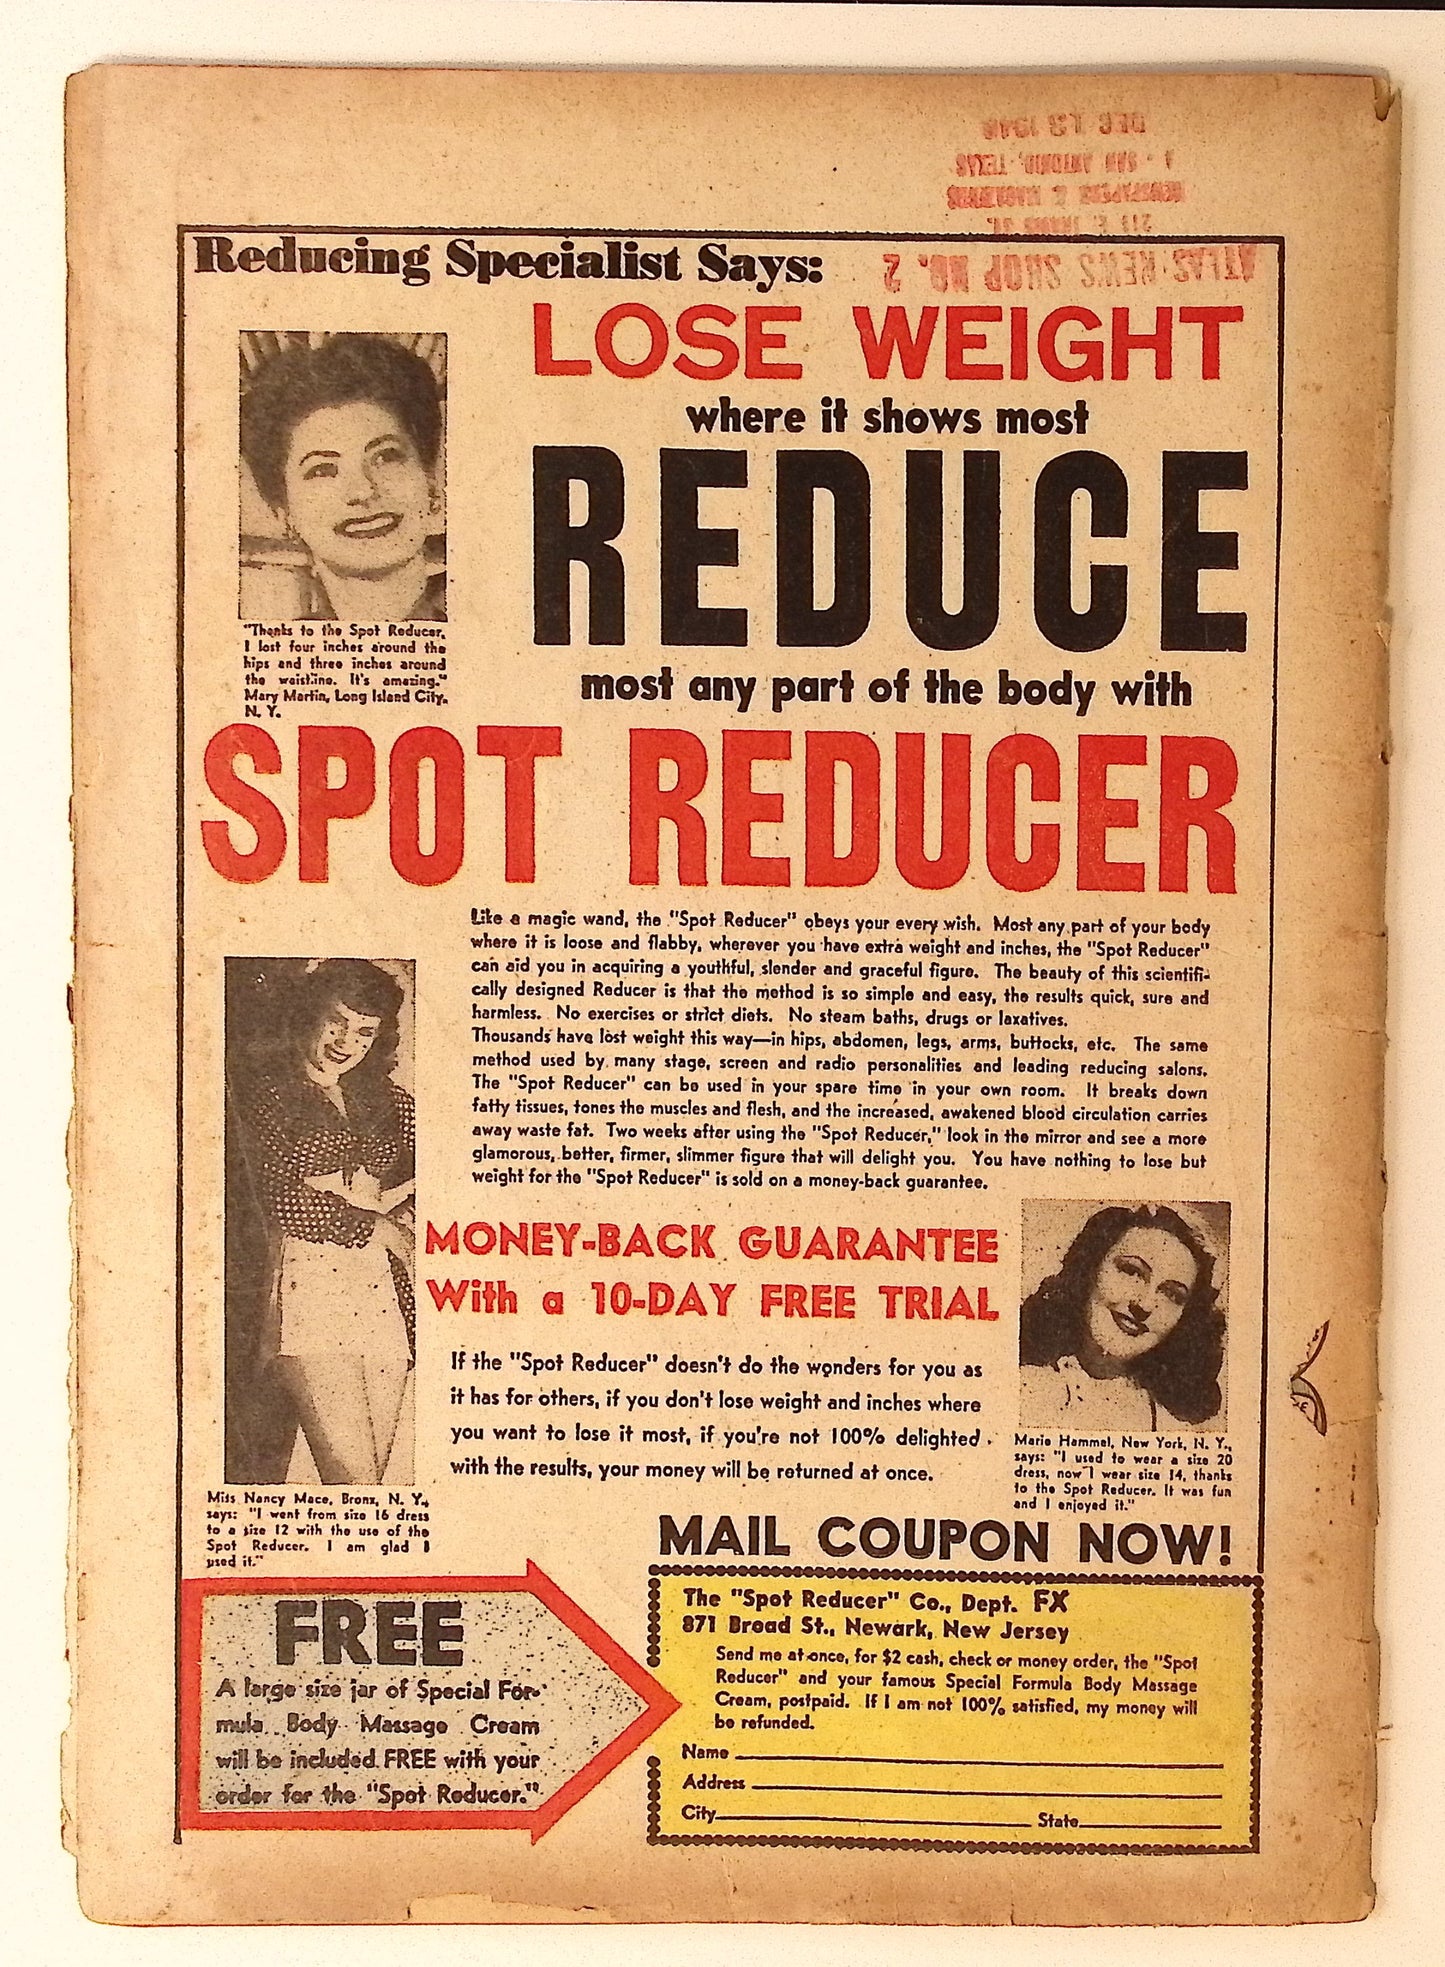 DEC 13 1948
SAN ANTONIO, TEXAS
NEWSPAPERS & MAGAZINES
ATLAS NEWS SHOP NO. 2
Reducing Specialist Says:
LOSE WEIGHT
where it shows most
REDUCE
most any part of the body with
"Thanks to the Spot Reducer,
I lost four inches around the
hips and three inches around
the waistline. It's amazing."
Mary Martin, Long Island City,
N. Y.
SPOT REDUCER
Like a magic wand, the "Spot Reducer" obeys your every wish. Most any part of your body
where it is loose and flabby, wherever you have extra weight and inches, the "Spot Reducer"
can aid you in acquiring a youthful, slender and graceful figure. The beauty of this scientifi-
cally designed Reducer is that the method is so simple and easy, the results quick, sure and
harmless. No exercises or strict diets. No steam baths, drugs or laxatives.
Thousands have lost weight this way—in hips, abdomen, legs, arms, buttocks, etc. The same
method used by many stage, screen and radio personalities and leading reducing salons.
The "Spot Reducer" can be used in your spare time in your own room. It breaks down
fatty tissues, tones the muscles and flesh, and the increased, awakened blood circulation carries
away waste fat. Two weeks after using the "Spot Reducer," look in the mirror and see a more
glamorous, better, firmer, slimmer figure that will delight you. You have nothing to lose but
weight for the "Spot Reducer" is sold on a money-back guarantee.
MONEY-BACK GUARANTEE
With a 10-DAY FREE TRIAL
If the "Spot Reducer" doesn't do the wonders for you as
it has for others, if you don't lose weight and inches where
you want to lose it most, if you're not 100% delighted
with the results, your money will be returned at once.
Marie Hammel, New York, N. Y.,
says: "I used to wear a size 20
dress, now I wear size 14, thanks
to the Spot Reducer. It was fun
and I enjoyed it."
Miss Nancy Mace, Bronx, N. Y.,
says: "I went from size 16 dress
to a size 12 with the use of the
Spot Reducer. I am glad I
used it."
MAIL COUPON NOW!
FREE
A large size jar of Special For-
mula Body Massage Cream
will be included FREE with your
order for the "Spot Reducer."
The "Spot Reducer" Co., Dept. FX
871 Broad St., Newark, New Jersey
Send me at once, for $2 cash, check or money order, the "Spot
Reducer" and your famous Special Formula Body Massage
Cream, postpaid. If I am not 100% satisfied, my money will
be refunded.
Name
Address
City State